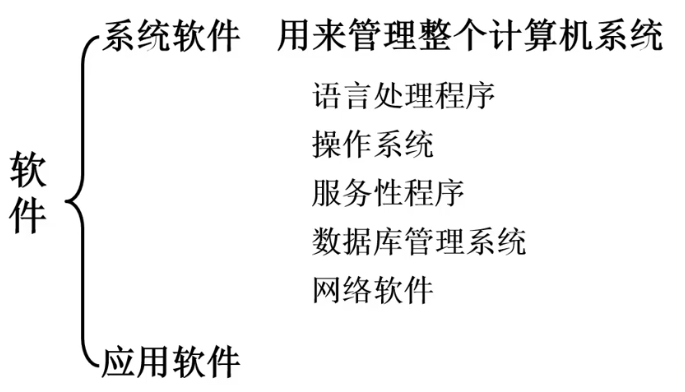 软件
系统软件 用来管理整个计算机系统
语言处理程序
操作系统
服务性程序
数据库管理系统
网络软件
应用软件